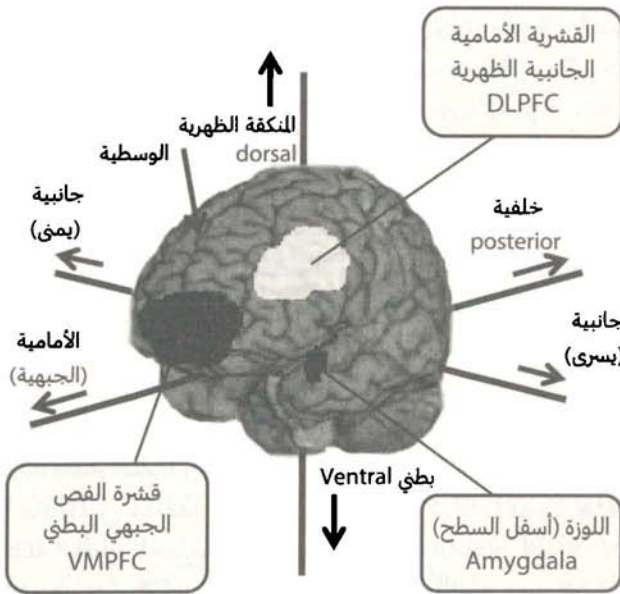 القشرية الأمامية
الجانبية الظهرية
DLPFC
المنكقة الظهرية
dorsal
الوسطية
جانبية
(يمنى)
خلفية
posterior
الأمامية
(الجبهية)
جانبية
(يسرى)
قشرة الفص
الجبهي البطني
VMPFC
بطني Ventral
اللوزة (أسفل السطح)
Amygdala